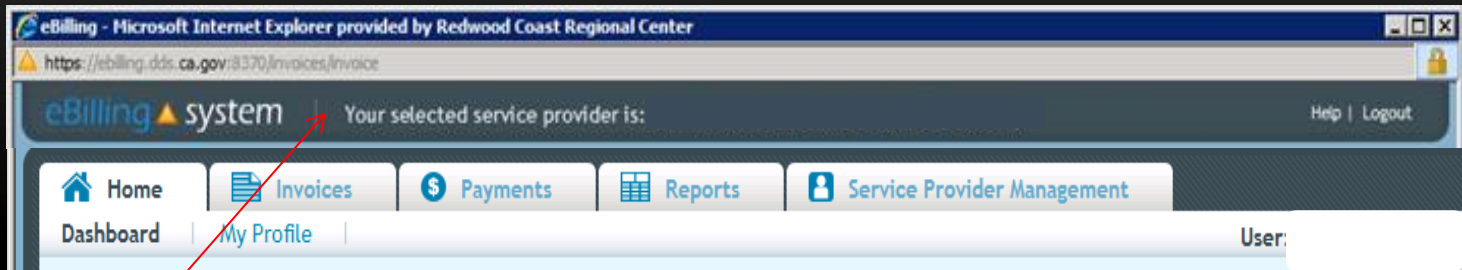 eBilling - Microsoft Internet Explorer provided by Redwood Coast Regional Center
https://ebilling.dds.ca.gov:8370/invoices/invoice
eBilling system | Your selected service provider is: Help | Logout
Home Invoices Payments Reports Service Provider Management
Dashboard | My Profile | User: